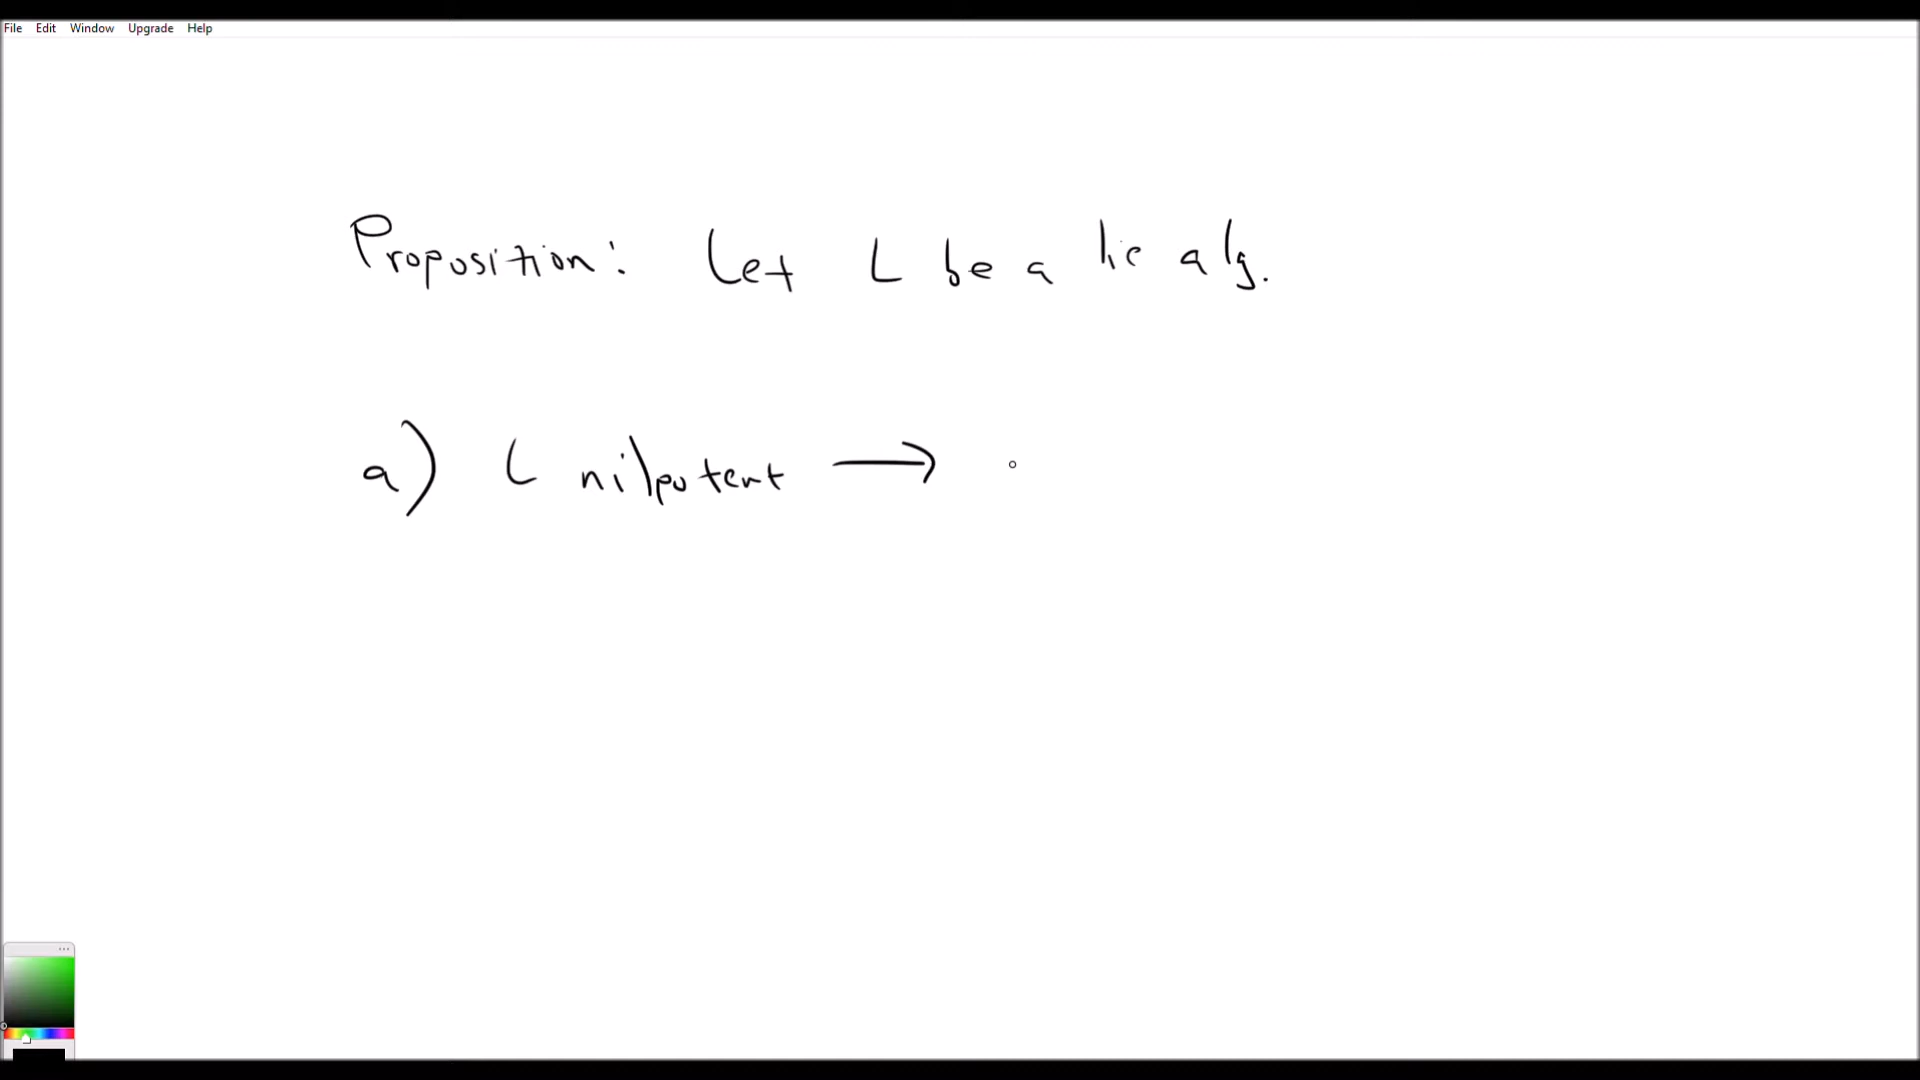 File Edit Window Upgrade Help
Proposition: Let L be a lie alg.
a) L nilpotent →